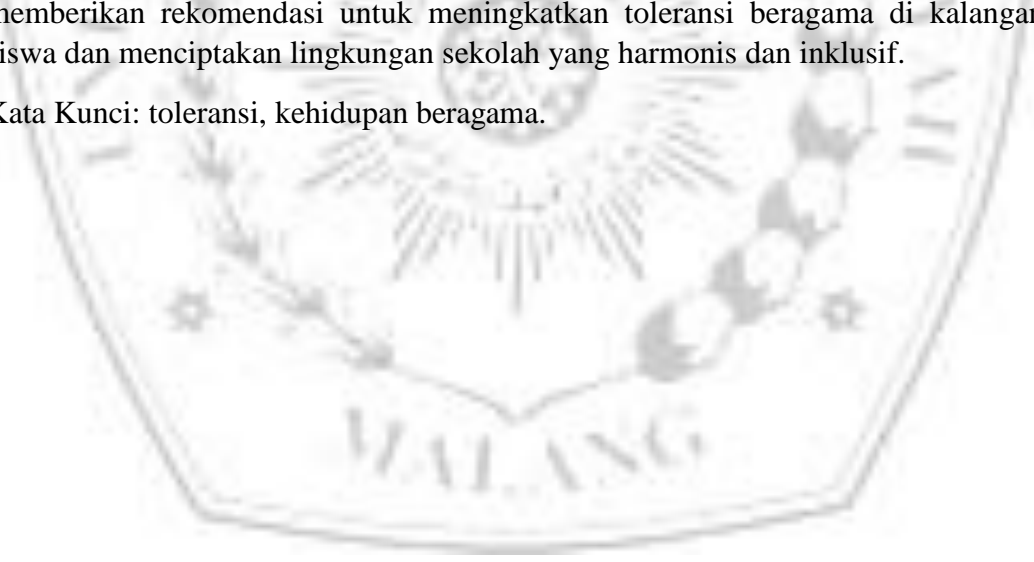 memberikan rekomendasi untuk meningkatkan toleransi beragama di kalangan
siswa dan menciptakan lingkungan sekolah yang harmonis dan inklusif.
Kata Kunci: toleransi, kehidupan beragama.
MALANG